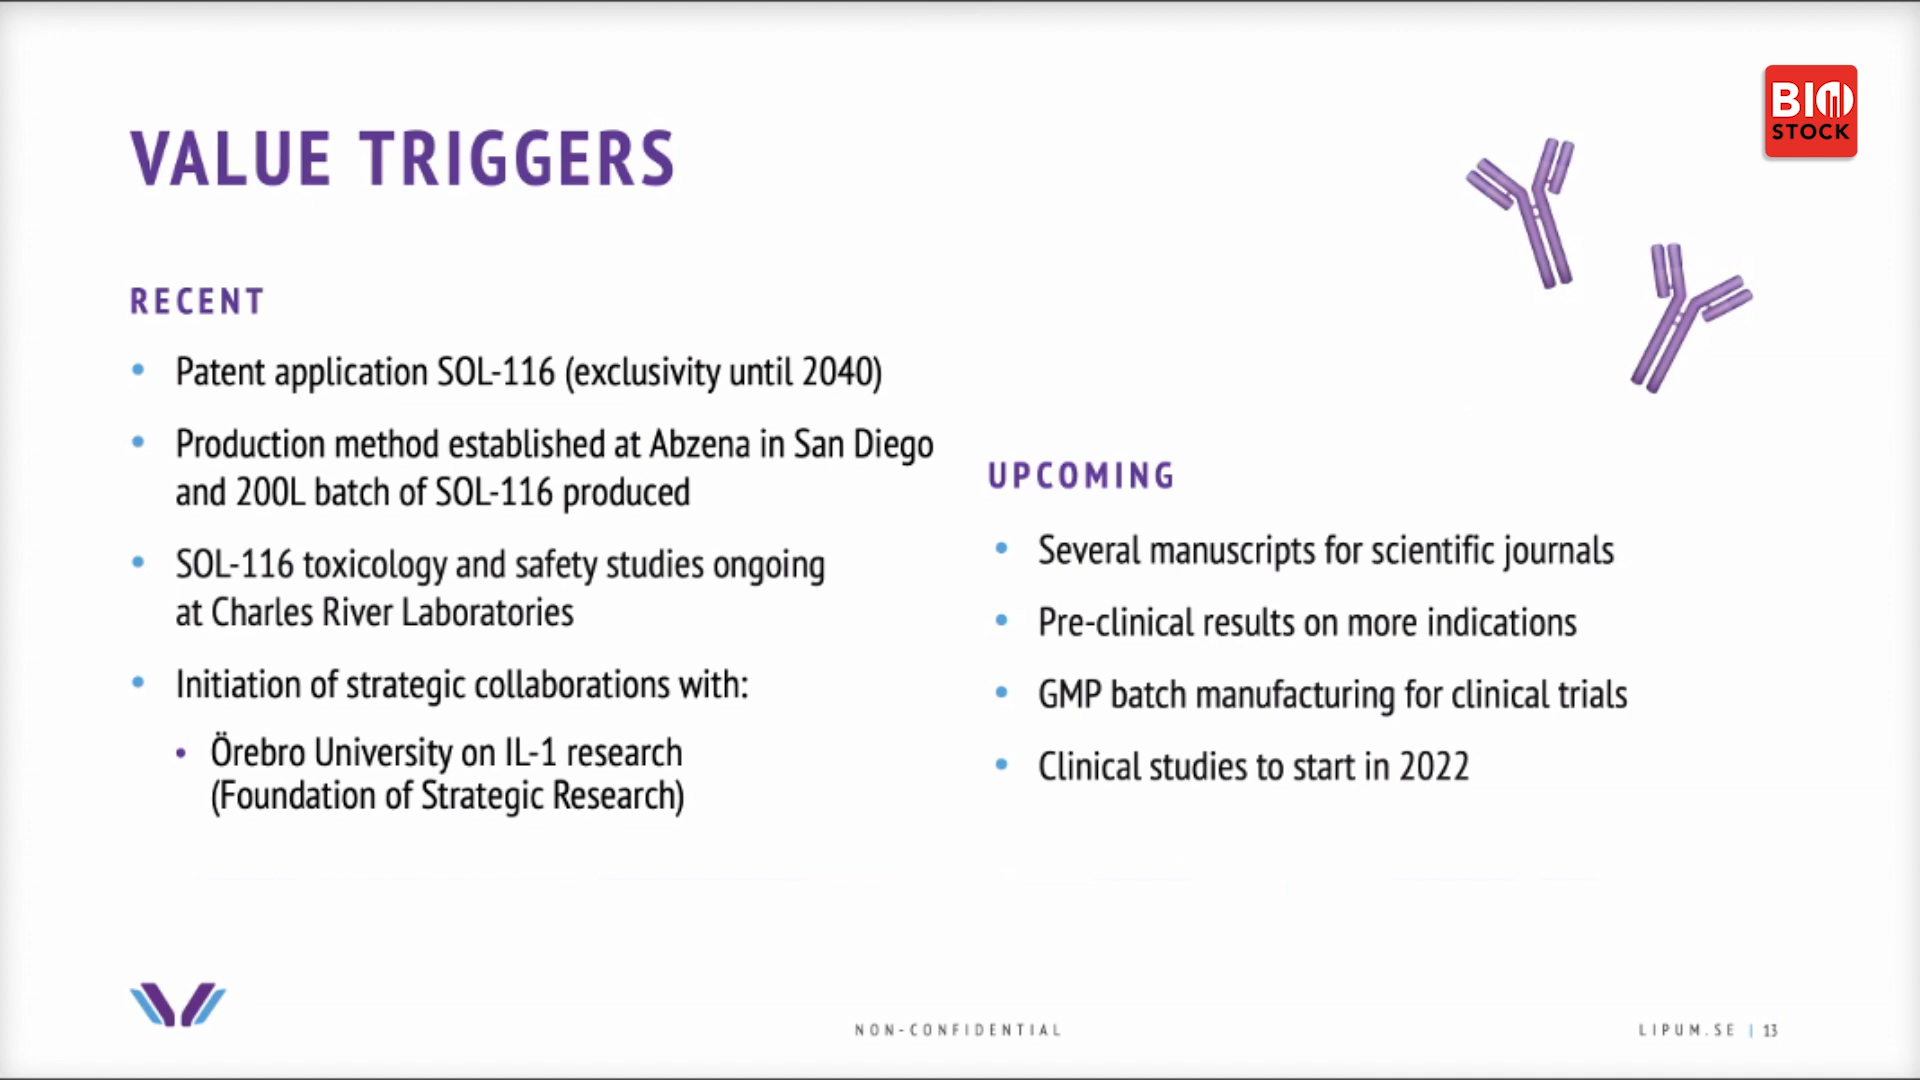 BIO
STOCK
VALUE TRIGGERS
RECENT
• Patent application SOL-116 (exclusivity until 2040)
• Production method established at Abzena in San Diego
and 200L batch of SOL-116 produced
• SOL-116 toxicology and safety studies ongoing
at Charles River Laboratories
• Initiation of strategic collaborations with:
• Örebro University on IL-1 research
(Foundation of Strategic Research)
UPCOMING
• Several manuscripts for scientific journals
• Pre-clinical results on more indications
• GMP batch manufacturing for clinical trials
• Clinical studies to start in 2022
NON-CONFIDENTIAL
LIPUM.SE | 13